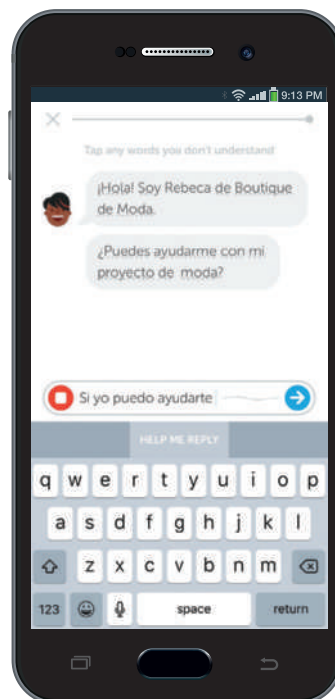 9:13 PM
Tap any words you don't understand
¡Hola! Soy Rebeca de Boutique
de Moda.
¿Puedes ayudarme con mi
proyecto de moda?
Si yo puedo ayudarte
HELP ME REPLY
q w e r t y u i o p
a s d f g h j k l
z x c v b n m
123 space return